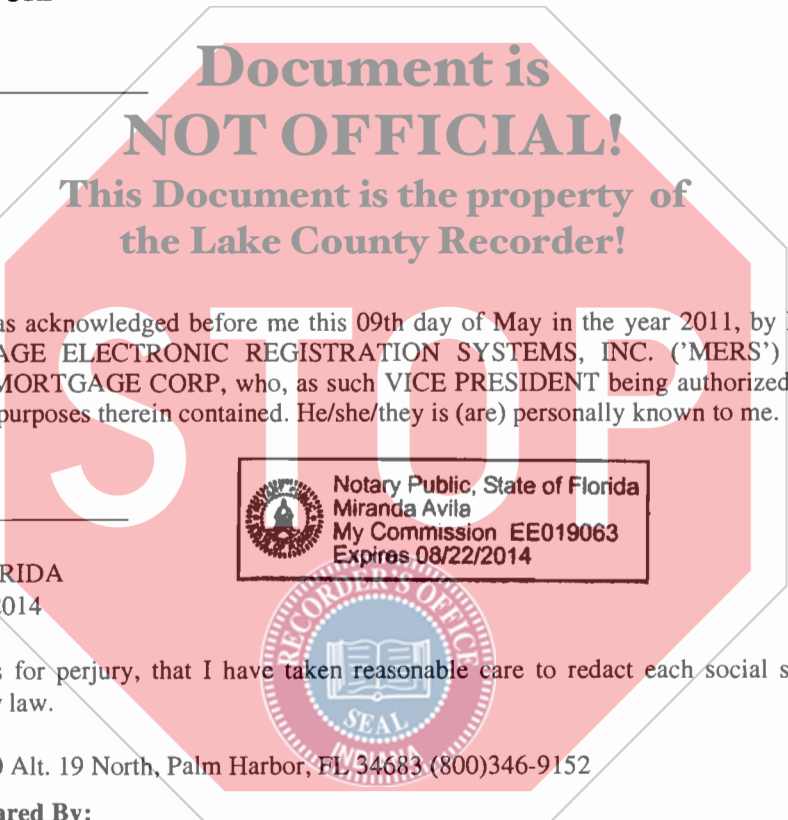 Document is
NOT OFFICIAL!
This Document is the property of
the Lake County Recorder!
STOP
as acknowledged before me this 09th day of May in the year 2011, by
AGE ELECTRONIC REGISTRATION SYSTEMS, INC. ('MERS')
MORTGAGE CORP, who, as such VICE PRESIDENT being authorized
purposes therein contained. He/she/they is (are) personally known to me.
Notary Public, State of Florida
Miranda Avila
My Commission EE019063
Expires 08/22/2014
RIDA
2014
RECORDER'S OFFICE
s for perjury, that I have taken reasonable care to redact each social s
y law.
SEAL
INDIANA
0 Alt. 19 North, Palm Harbor, FL 34683 (800)346-9152
ared By: